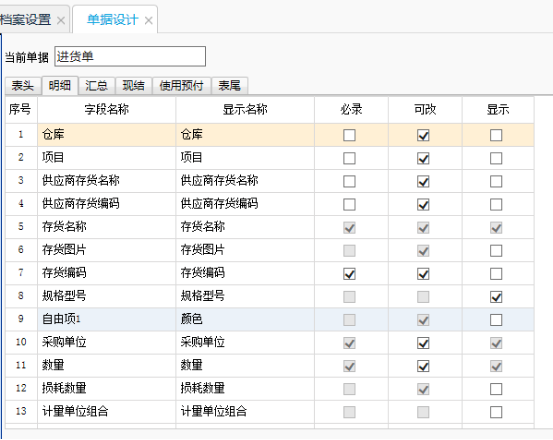 档案设置 × 单据设计 ×
当前单据 进货单
表头 明细 汇总 现结 使用预付 表尾
序号 字段名称 显示名称 必录 可改 显示
1 仓库 仓库
2 项目 项目
3 供应商存货名称 供应商存货名称
4 供应商存货编码 供应商存货编码
5 存货名称 存货名称
6 存货图片 存货图片
7 存货编码 存货编码
8 规格型号 规格型号
9 自由项1 颜色
10 采购单位 采购单位
11 数量 数量
12 损耗数量 损耗数量
13 计量单位组合 计量单位组合